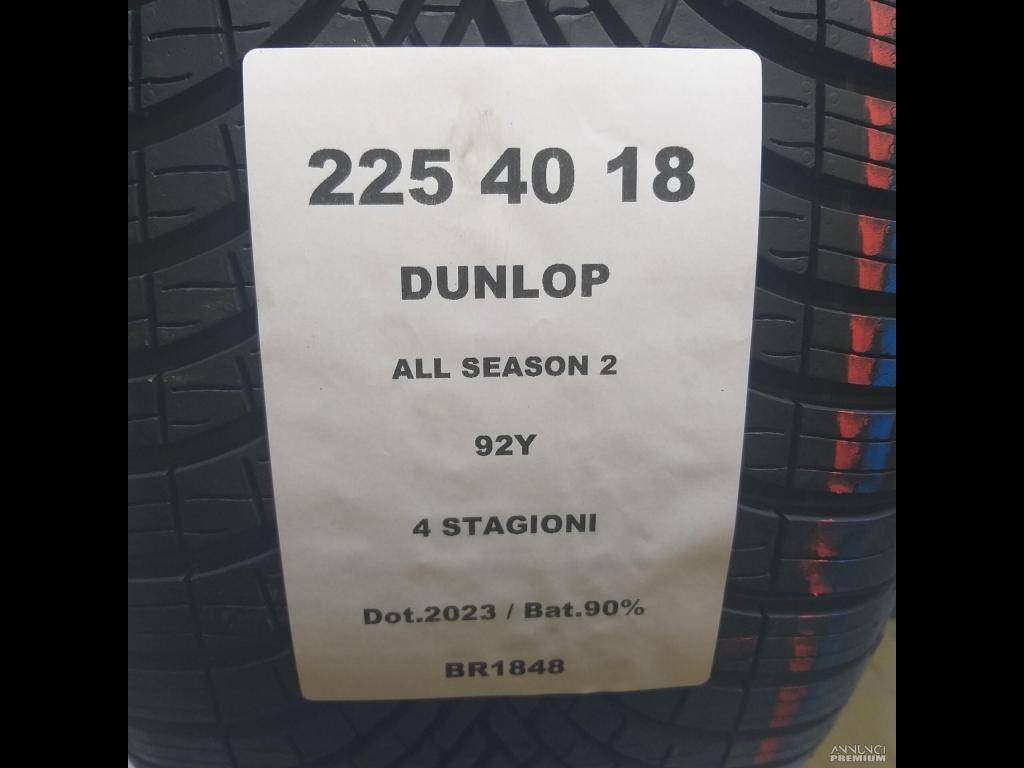 225 40 18
DUNLOP
ALL SEASON 2
92Y
4 STAGIONI
Dot.2023 / Bat.90%
BR1848
ANNUNCI
PREMIUM